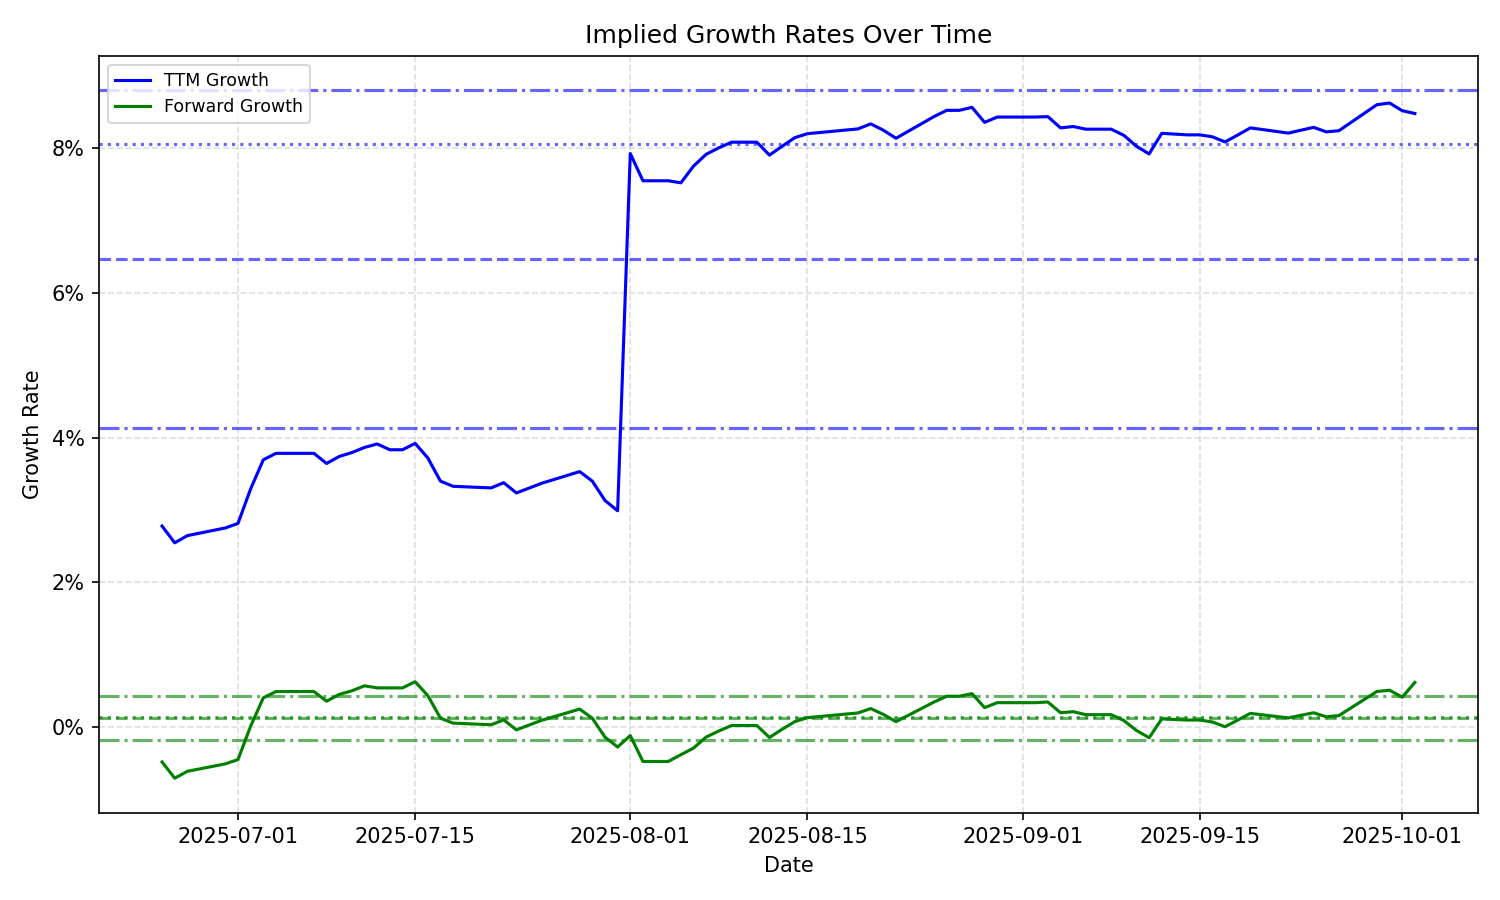 Implied Growth Rates Over Time
TTM Growth
Forward Growth
8%
6%
4%
2%
0%
Growth Rate
2025-07-01
2025-07-15
2025-08-01
2025-08-15
2025-09-01
2025-09-15
2025-10-01
Date